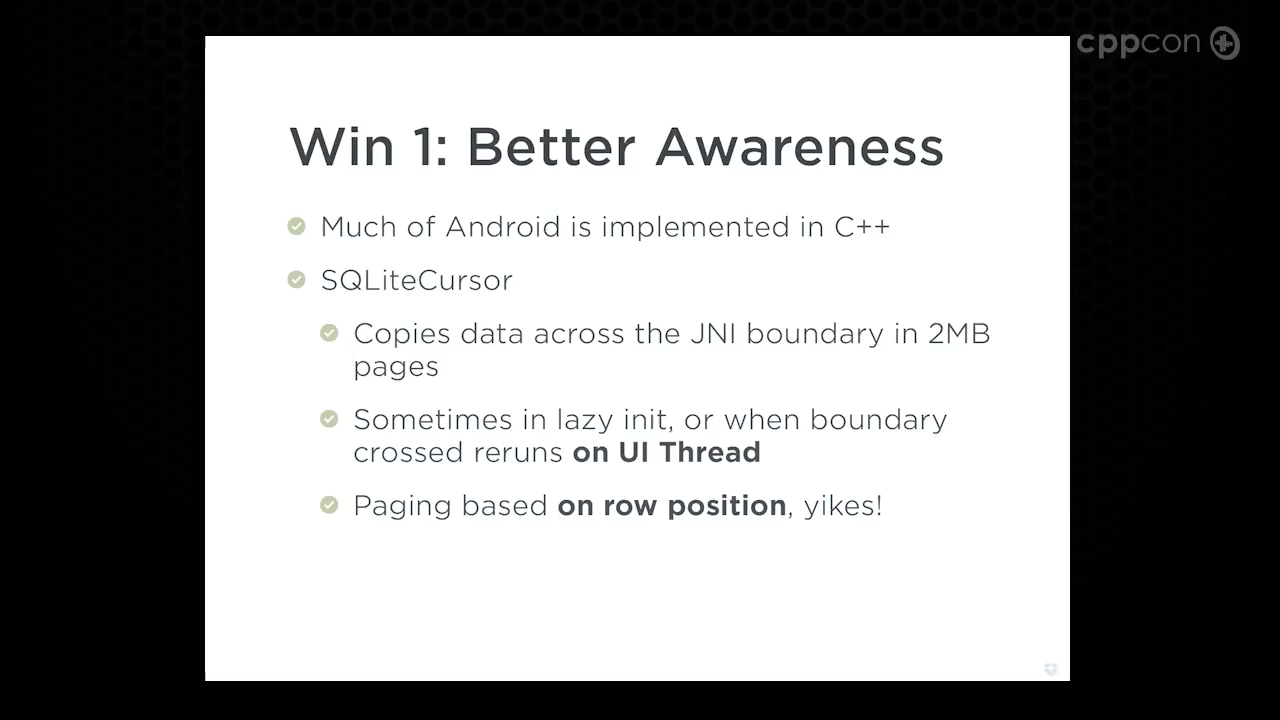 cppcon
Win 1: Better Awareness
Much of Android is implemented in C++
SQLiteCursor
Copies data across the JNI boundary in 2MB
pages
Sometimes in lazy init, or when boundary
crossed reruns on UI Thread
Paging based on row position, yikes!